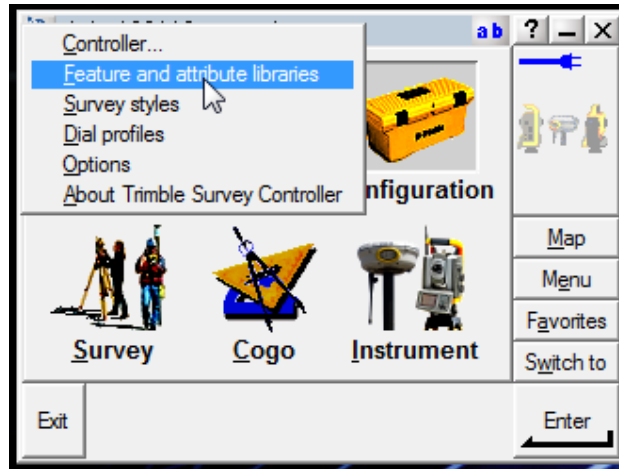 ab ? – ×
Controller...
Feature and attribute libraries
Survey styles
Dial profiles
Options
About Trimble Survey Controller
nfiguration
Map
Menu
Survey Cogo Instrument
Favorites
Switch to
Exit
Enter